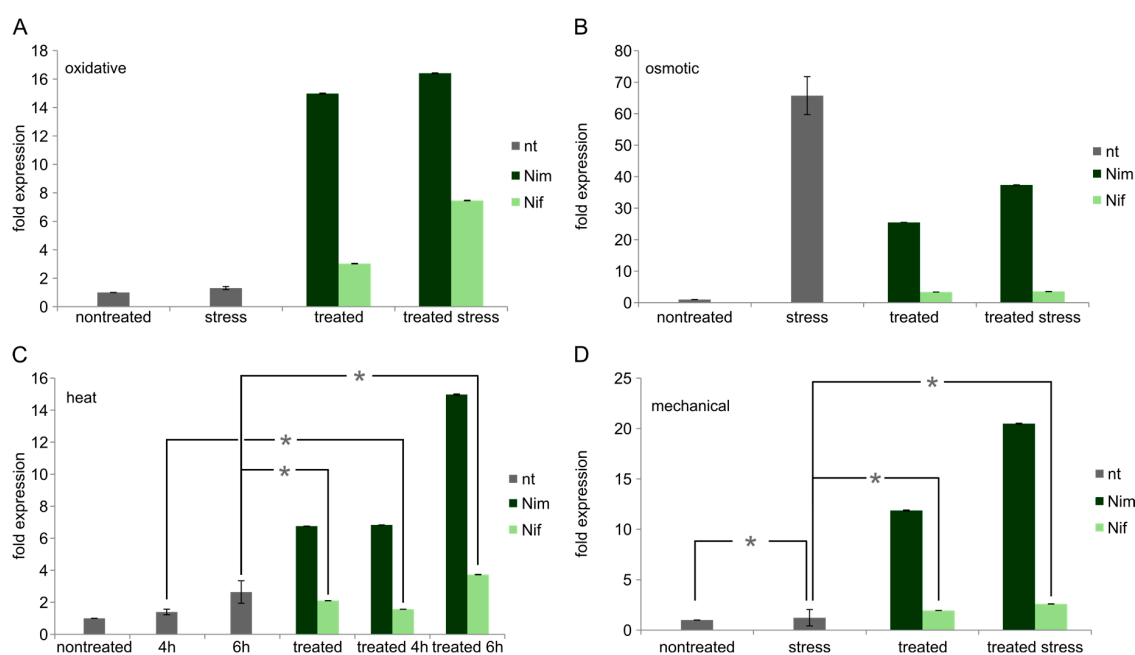 A
oxidative
fold expression
18
16
14
12
10
8
6
4
2
0
nontreated stress treated treated stress
nt
Nim
Nif
B
osmotic
fold expression
80
70
60
50
40
30
20
10
0
nontreated stress treated treated stress
nt
Nim
Nif
C
heat
fold expression
16
14
12
10
8
6
4
2
0
*
*
*
nontreated 4h 6h treated treated 4h treated 6h
nt
Nim
Nif
D
mechanical
fold expression
25
20
15
10
5
0
*
*
*
nontreated stress treated treated stress
nt
Nim
Nif